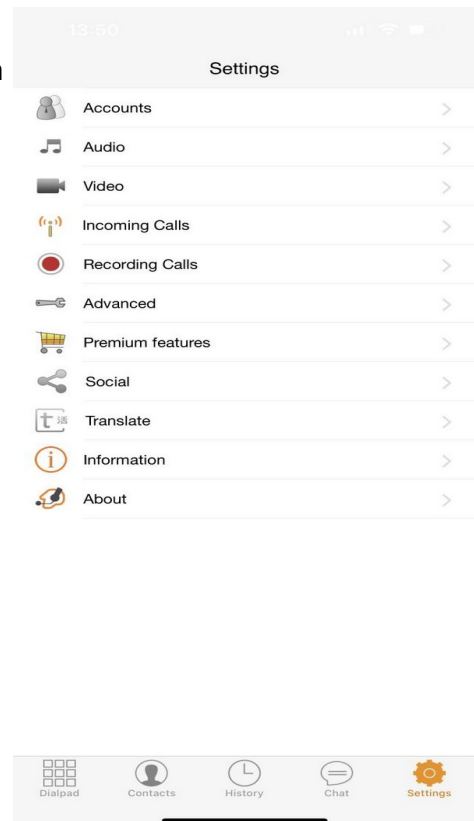 13:50
Settings
Accounts
Audio
Video
Incoming Calls
Recording Calls
Advanced
Premium features
Social
Translate
Information
About
Dialpad Contacts History Chat Settings